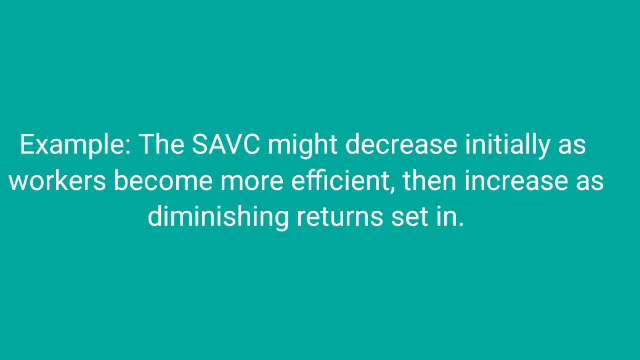 Example: The SAVC might decrease initially as
workers become more efficient, then increase as
diminishing returns set in.